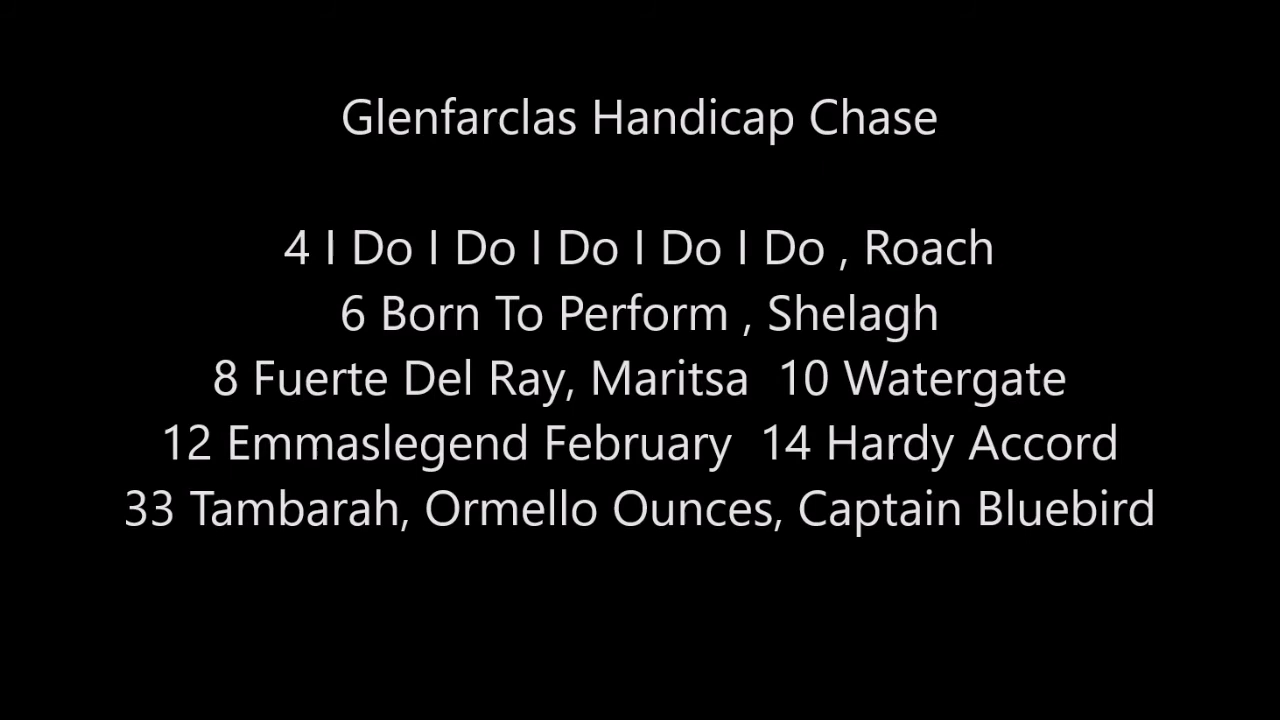 Glenfarclas Handicap Chase
4 I Do I Do I Do I Do I Do , Roach
6 Born To Perform , Shelagh
8 Fuerte Del Ray, Maritsa  10 Watergate
12 Emmaslegend February  14 Hardy Accord
33 Tambarah, Ormello Ounces, Captain Bluebird